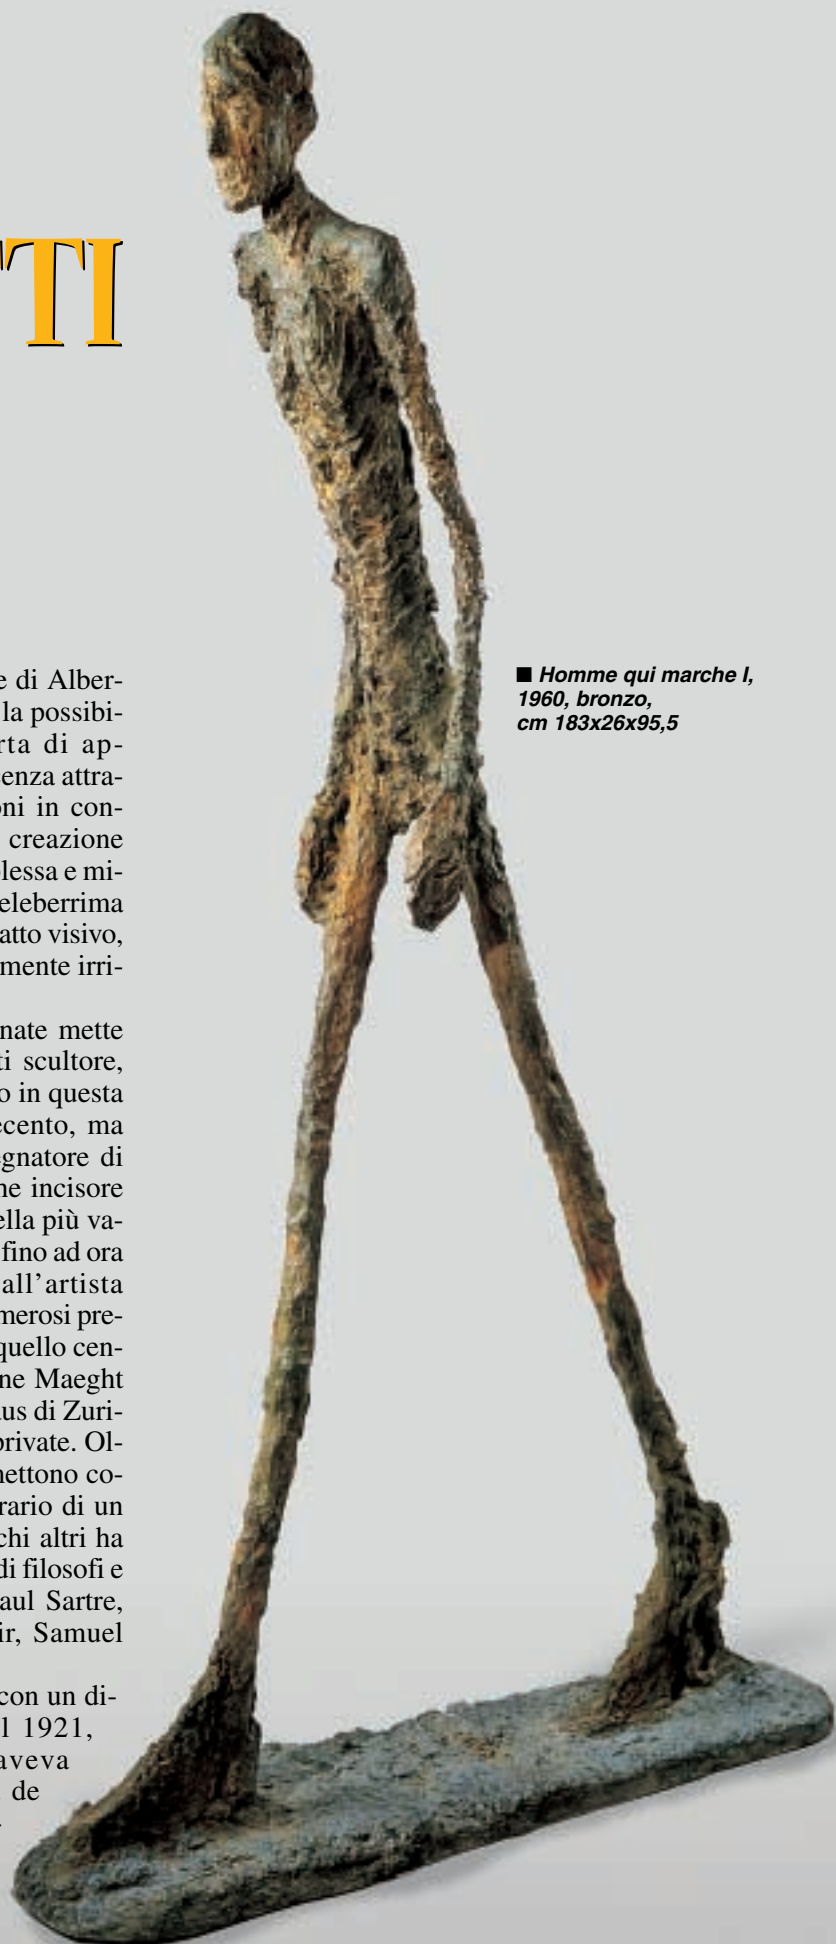 TTI
e di Alber-
la possibi-
rta di ap-
enza attra-
ni in con-
creazione
lessa e mi-
eleberrima
atto visivo,
mente irri-
nate mette
ti scultore,
o in questa
ecento, ma
gnatore di
ne incisore
ella più va-
fino ad ora
all’artista
merosi pre-
quello cen-
ne Maeght
us di Zuri-
private. Ol-
nettono co-
rario di un
chi altri ha
di filosofi e
aul Sartre,
ir, Samuel
con un di-
l 1921,
aveva
de
■ Homme qui marche I,
1960, bronzo,
cm 183x26x95,5